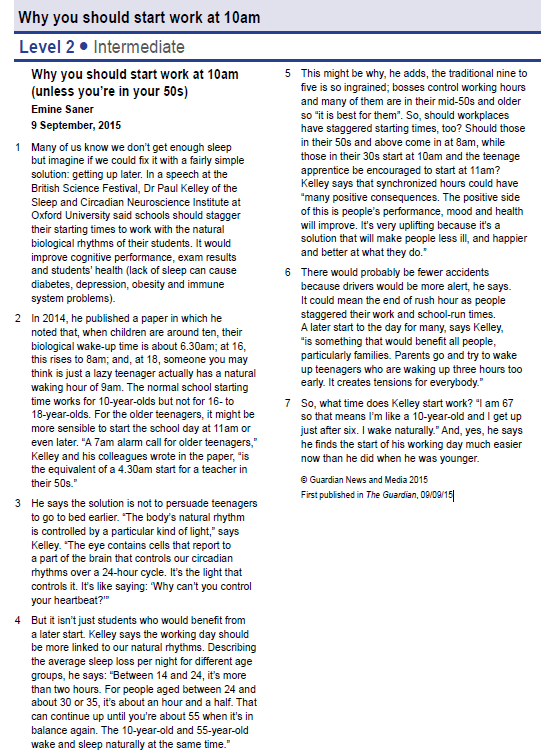 Why you should start work at 10am
Level 2 • Intermediate
Why you should start work at 10am
(unless you're in your 50s)
Emine Saner
9 September, 2015
1 Many of us know we don't get enough sleep
but imagine if we could fix it with a fairly simple
solution: getting up later. In a speech at the
British Science Festival, Dr Paul Kelley of the
Sleep and Circadian Neuroscience Institute at
Oxford University said schools should stagger
their starting times to work with the natural
biological rhythms of their students. It would
improve cognitive performance, exam results
and students' health (lack of sleep can cause
diabetes, depression, obesity and immune
system problems).
2 In 2014, he published a paper in which he
noted that, when children are around ten, their
biological wake-up time is about 6.30am; at 16,
this rises to 8am; and, at 18, someone you may
think is just a lazy teenager actually has a natural
waking hour of 9am. The normal school starting
time works for 10-year-olds but not for 16- to
18-year-olds. For the older teenagers, it might be
more sensible to start the school day at 11am or
even later. “A 7am alarm call for older teenagers,”
Kelley and his colleagues wrote in the paper, “is
the equivalent of a 4.30am start for a teacher in
their 50s.”
3 He says the solution is not to persuade teenagers
to go to bed earlier. “The body's natural rhythm
is controlled by a particular kind of light,” says
Kelley. “The eye contains cells that report to
a part of the brain that controls our circadian
rhythms over a 24-hour cycle. It's the light that
controls it. It's like saying: ‘Why can't you control
your heartbeat?’”
4 But it isn't just students who would benefit from
a later start. Kelley says the working day should
be more linked to our natural rhythms. Describing
the average sleep loss per night for different age
groups, he says: “Between 14 and 24, it's more
than two hours. For people aged between 24 and
about 30 or 35, it's about an hour and a half. That
can continue up until you're about 55 when it's in
balance again. The 10-year-old and 55-year-old
wake and sleep naturally at the same time.”
5 This might be why, he adds, the traditional nine to
five is so ingrained; bosses control working hours
and many of them are in their mid-50s and older
so “it is best for them”. So, should workplaces
have staggered starting times, too? Should those
in their 50s and above come in at 8am, while
those in their 30s start at 10am and the teenage
apprentice be encouraged to start at 11am?
Kelley says that synchronized hours could have
“many positive consequences. The positive side
of this is people's performance, mood and health
will improve. It's very uplifting because it's a
solution that will make people less ill, and happier
and better at what they do.”
6 There would probably be fewer accidents
because drivers would be more alert, he says.
It could mean the end of rush hour as people
staggered their work and school-run times.
A later start to the day for many, says Kelley,
“is something that would benefit all people,
particularly families. Parents go and try to wake
up teenagers who are waking up three hours too
early. It creates tensions for everybody.”
7 So, what time does Kelley start work? “I am 67
so that means I'm like a 10-year-old and I get up
just after six. I wake naturally.” And, yes, he says
he finds the start of his working day much easier
now than he did when he was younger.
© Guardian News and Media 2015
First published in The Guardian, 09/09/15